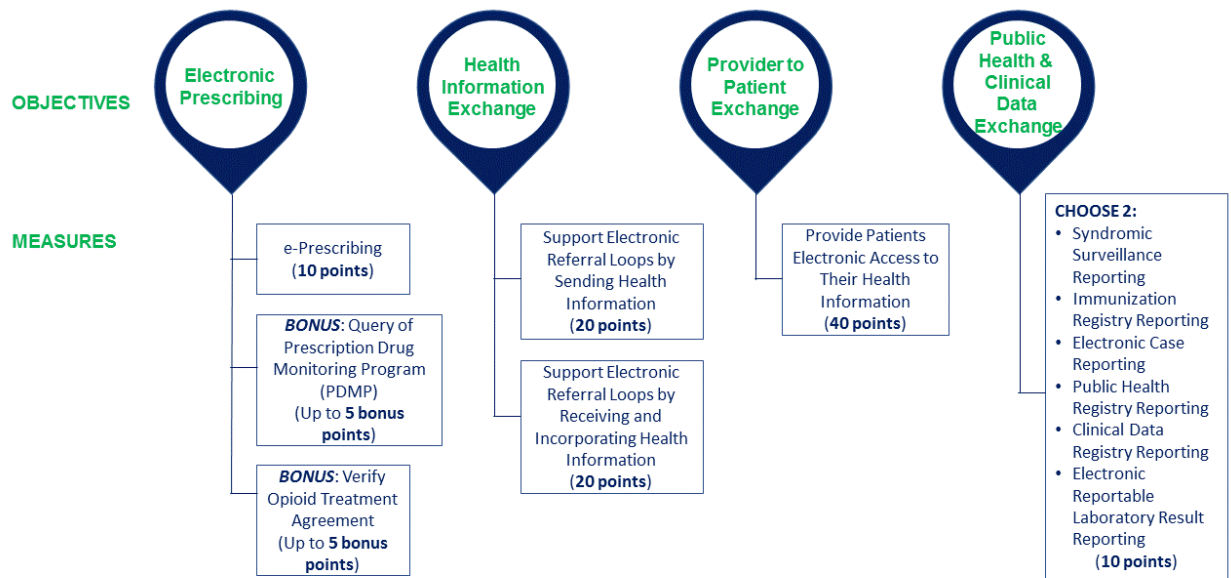 OBJECTIVES
Electronic
Prescribing
Health
Information
Exchange
Provider to
Patient
Exchange
Public
Health &
Clinical
Data
Exchange
MEASURES
e-Prescribing
(10 points)
BONUS: Query of
Prescription Drug
Monitoring Program
(PDMP)
(Up to 5 bonus
points)
BONUS: Verify
Opioid Treatment
Agreement
(Up to 5 bonus
points)
Support Electronic
Referral Loops by
Sending Health
Information
(20 points)
Support Electronic
Referral Loops by
Receiving and
Incorporating Health
Information
(20 points)
Provide Patients
Electronic Access to
Their Health
Information
(40 points)
CHOOSE 2:
• Syndromic
Surveillance
Reporting
• Immunization
Registry Reporting
• Electronic Case
Reporting
• Public Health
Registry Reporting
• Clinical Data
Registry Reporting
• Electronic
Reportable
Laboratory Result
Reporting
(10 points)